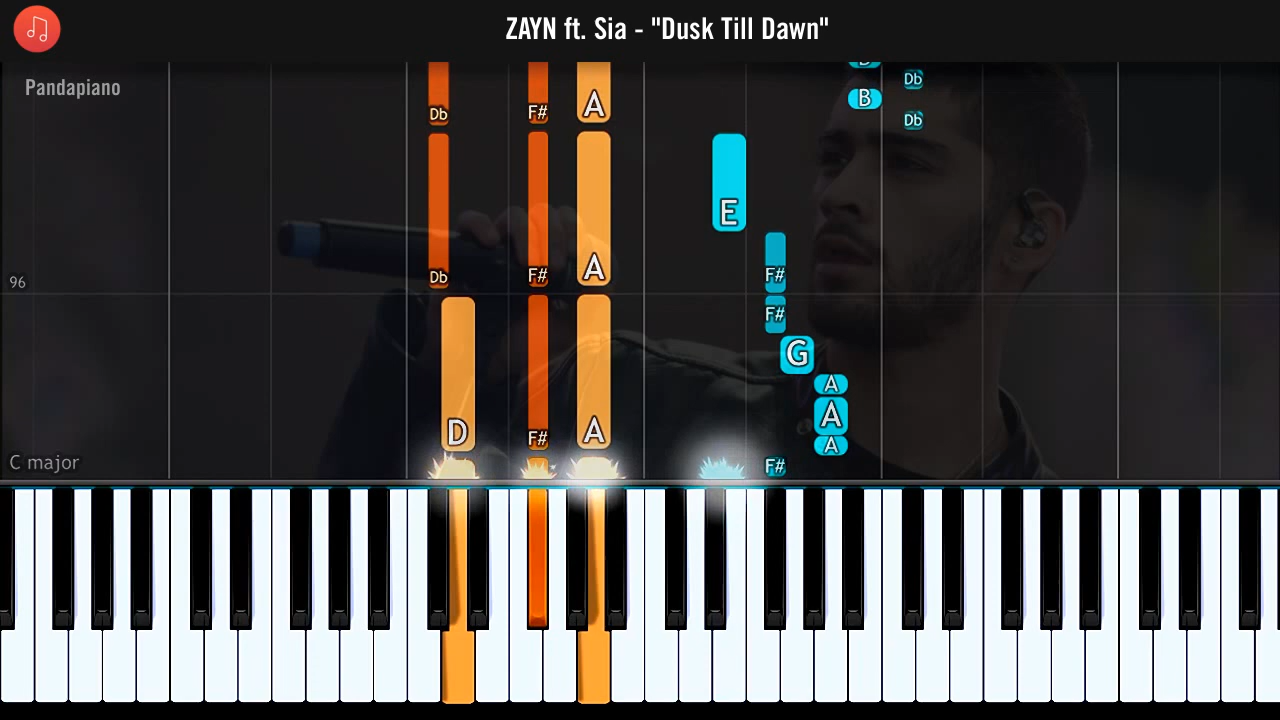 ZAYN ft. Sia - "Dusk Till Dawn"
Pandapiano
Db
Db F# A B
Db
E
Db F# A F#
96
F#
G
A
D F# A A
A
C major F#